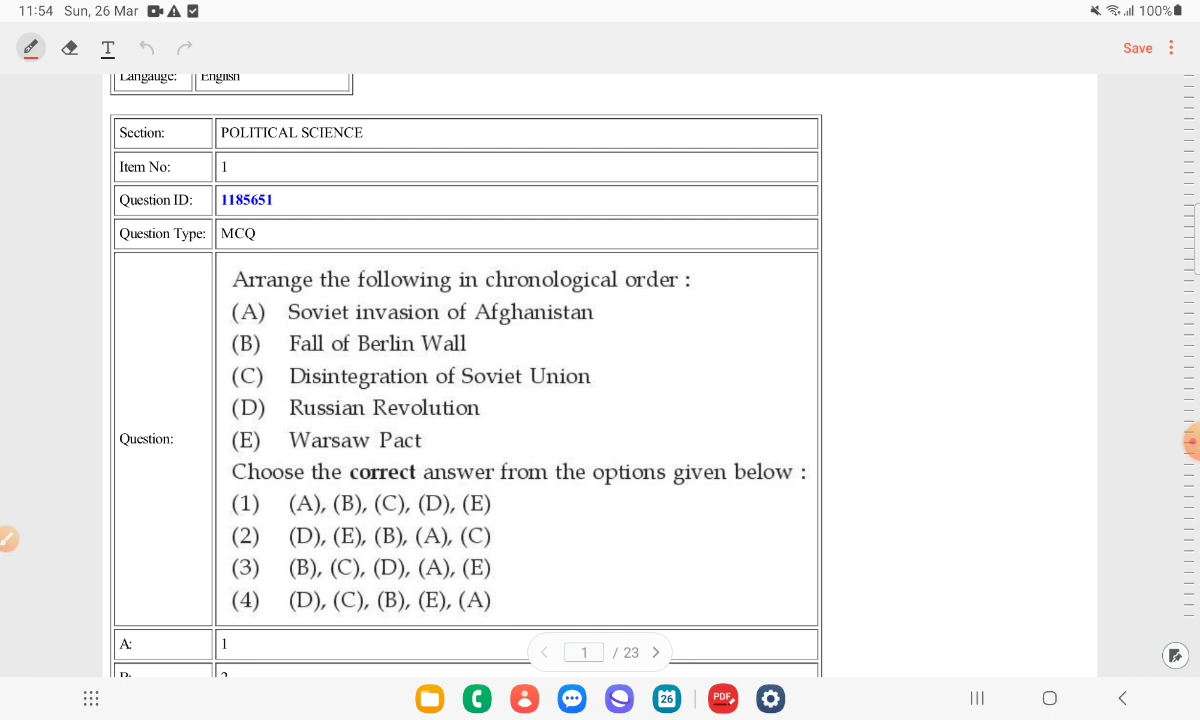 11:54 Sun, 26 Mar 100%
T Save
Langauge: English
Section: POLITICAL SCIENCE
Item No: 1
Question ID: 1185651
Question Type: MCQ
Question:
Arrange the following in chronological order :
(A) Soviet invasion of Afghanistan
(B) Fall of Berlin Wall
(C) Disintegration of Soviet Union
(D) Russian Revolution
(E) Warsaw Pact
Choose the correct answer from the options given below :
(1) (A), (B), (C), (D), (E)
(2) (D), (E), (B), (A), (C)
(3) (B), (C), (D), (A), (E)
(4) (D), (C), (B), (E), (A)
A: 1
1 / 23
26 PDF